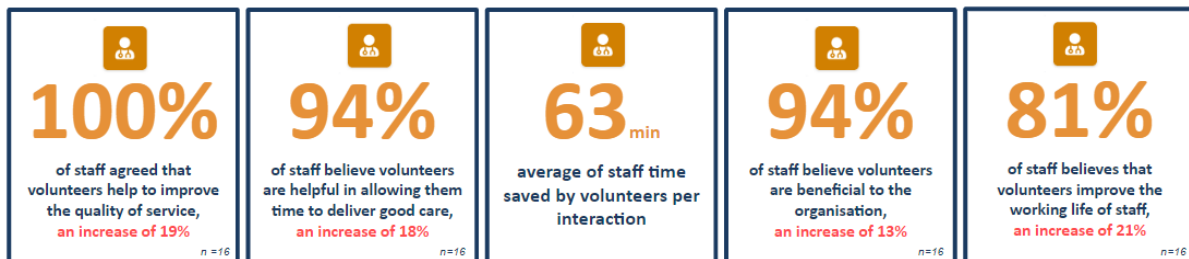 100%
of staff agreed that
volunteers help to improve
the quality of service,
an increase of 19%
n =16
94%
of staff believe volunteers
are helpful in allowing them
time to deliver good care,
an increase of 18%
n=16
63 min
average of staff time
saved by volunteers per
interaction
94%
of staff believe volunteers
are beneficial to the
organisation,
an increase of 13%
n=16
81%
of staff believes that
volunteers improve the
working life of staff,
an increase of 21%
n=16